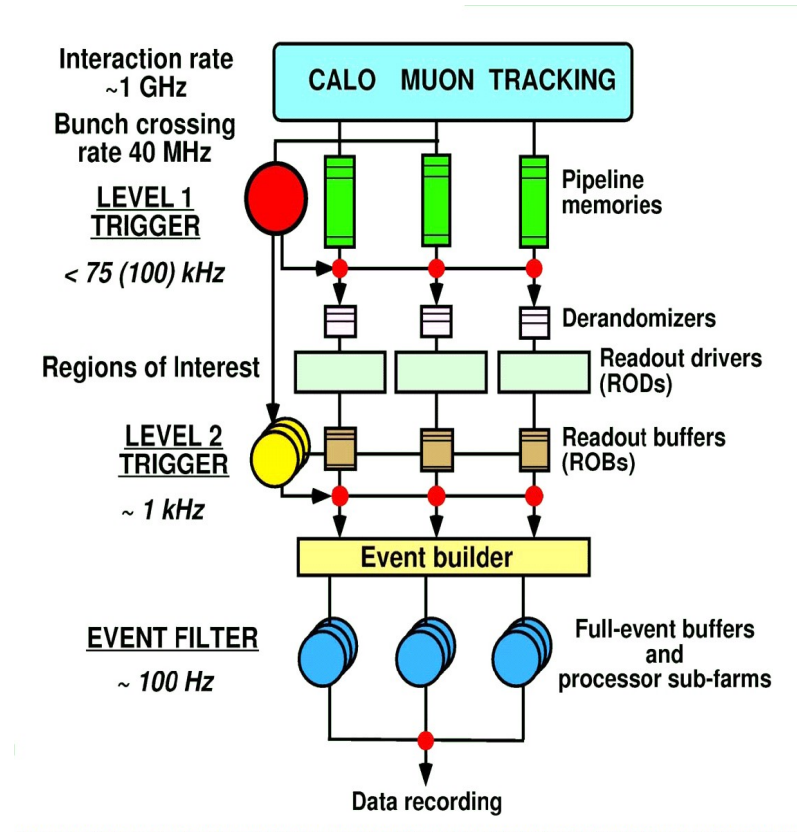 Interaction rate
~1 GHz
CALO MUON TRACKING
Bunch crossing
rate 40 MHz
LEVEL 1
TRIGGER
Pipeline
memories
< 75 (100) kHz
Derandomizers
Regions of Interest
Readout drivers
(RODs)
LEVEL 2
TRIGGER
Readout buffers
(ROBs)
~ 1 kHz
Event builder
EVENT FILTER
~ 100 Hz
Full-event buffers
and
processor sub-farms
Data recording